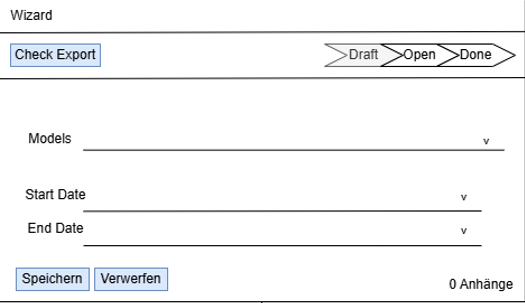 Wizard
Check Export Draft Open Done
Models v
Start Date v
End Date v
Speichern Verwerfen 0 Anhänge